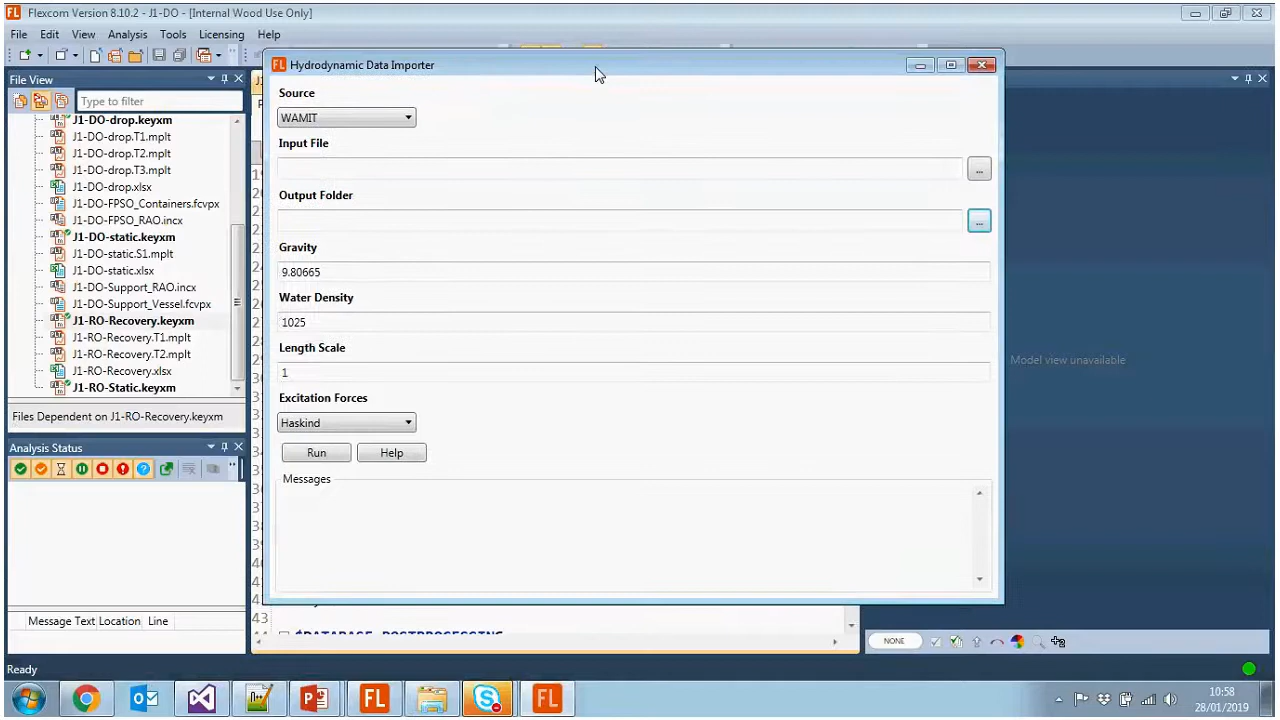 FL Flexcom Version 8.10.2 - J1-DO - [Internal Wood Use Only]
File Edit View Analysis Tools Licensing Help
File View
Type to filter
J1-DO-drop.keyxm
J1-DO-drop.T1.mplt
J1-DO-drop.T2.mplt
J1-DO-drop.T3.mplt
J1-DO-drop.xlsx
J1-DO-FPSO_Containers.fcvpx
J1-DO-FPSO_RAO.incx
J1-DO-static.keyxm
J1-DO-static.S1.mplt
J1-DO-static.xlsx
J1-DO-Support_RAO.incx
J1-DO-Support_Vessel.fcvpx
J1-RO-Recovery.keyxm
J1-RO-Recovery.T1.mplt
J1-RO-Recovery.T2.mplt
J1-RO-Recovery.xlsx
J1-RO-Static.keyxm
Files Dependent on J1-RO-Recovery.keyxm
Analysis Status
Message Text Location Line
FL Hydrodynamic Data Importer
Source
WAMIT
Input File
...
Output Folder
...
Gravity
9.80665
Water Density
1025
Length Scale
1
Excitation Forces
Haskind
Run Help
Messages
43
$DATABASE POSTPROCESSING
Model view unavailable
NONE
Ready
FL FL
10:58
28/01/2019